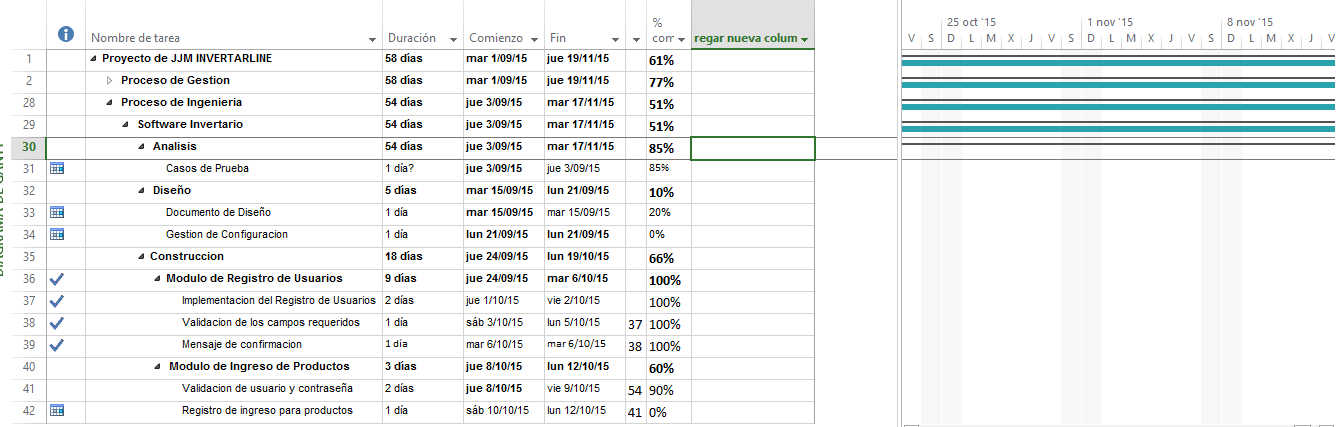 25 oct '15 1 nov '15 8 nov '15
Nombre de tarea Duración Comienzo Fin % com regar nueva colum V S D L M X J V S D L M X J V S D L M X J V
1 Proyecto de JJM INVERTARLINE 58 días mar 1/09/15 jue 19/11/15 61%
2 Proceso de Gestion 58 días mar 1/09/15 jue 19/11/15 77%
28 Proceso de Ingenieria 54 días jue 3/09/15 mar 17/11/15 51%
29 Software Invertario 54 días jue 3/09/15 mar 17/11/15 51%
30 Analisis 54 días jue 3/09/15 mar 17/11/15 85%
31 Casos de Prueba 1 día? jue 3/09/15 jue 3/09/15 85%
32 Diseño 5 días mar 15/09/15 lun 21/09/15 10%
33 Documento de Diseño 1 día mar 15/09/15 mar 15/09/15 20%
34 Gestion de Configuracion 1 día lun 21/09/15 lun 21/09/15 0%
35 Construccion 18 días jue 24/09/15 lun 19/10/15 66%
36 Modulo de Registro de Usuarios 9 días jue 24/09/15 mar 6/10/15 100%
37 Implementacion del Registro de Usuarios 2 días jue 1/10/15 vie 2/10/15 100%
38 Validacion de los campos requeridos 1 día sáb 3/10/15 lun 5/10/15 37 100%
39 Mensaje de confirmacion 1 día mar 6/10/15 mar 6/10/15 38 100%
40 Modulo de Ingreso de Productos 3 días jue 8/10/15 lun 12/10/15 60%
41 Validacion de usuario y contraseña 2 días jue 8/10/15 vie 9/10/15 54 90%
42 Registro de ingreso para productos 1 día sáb 10/10/15 lun 12/10/15 41 0%